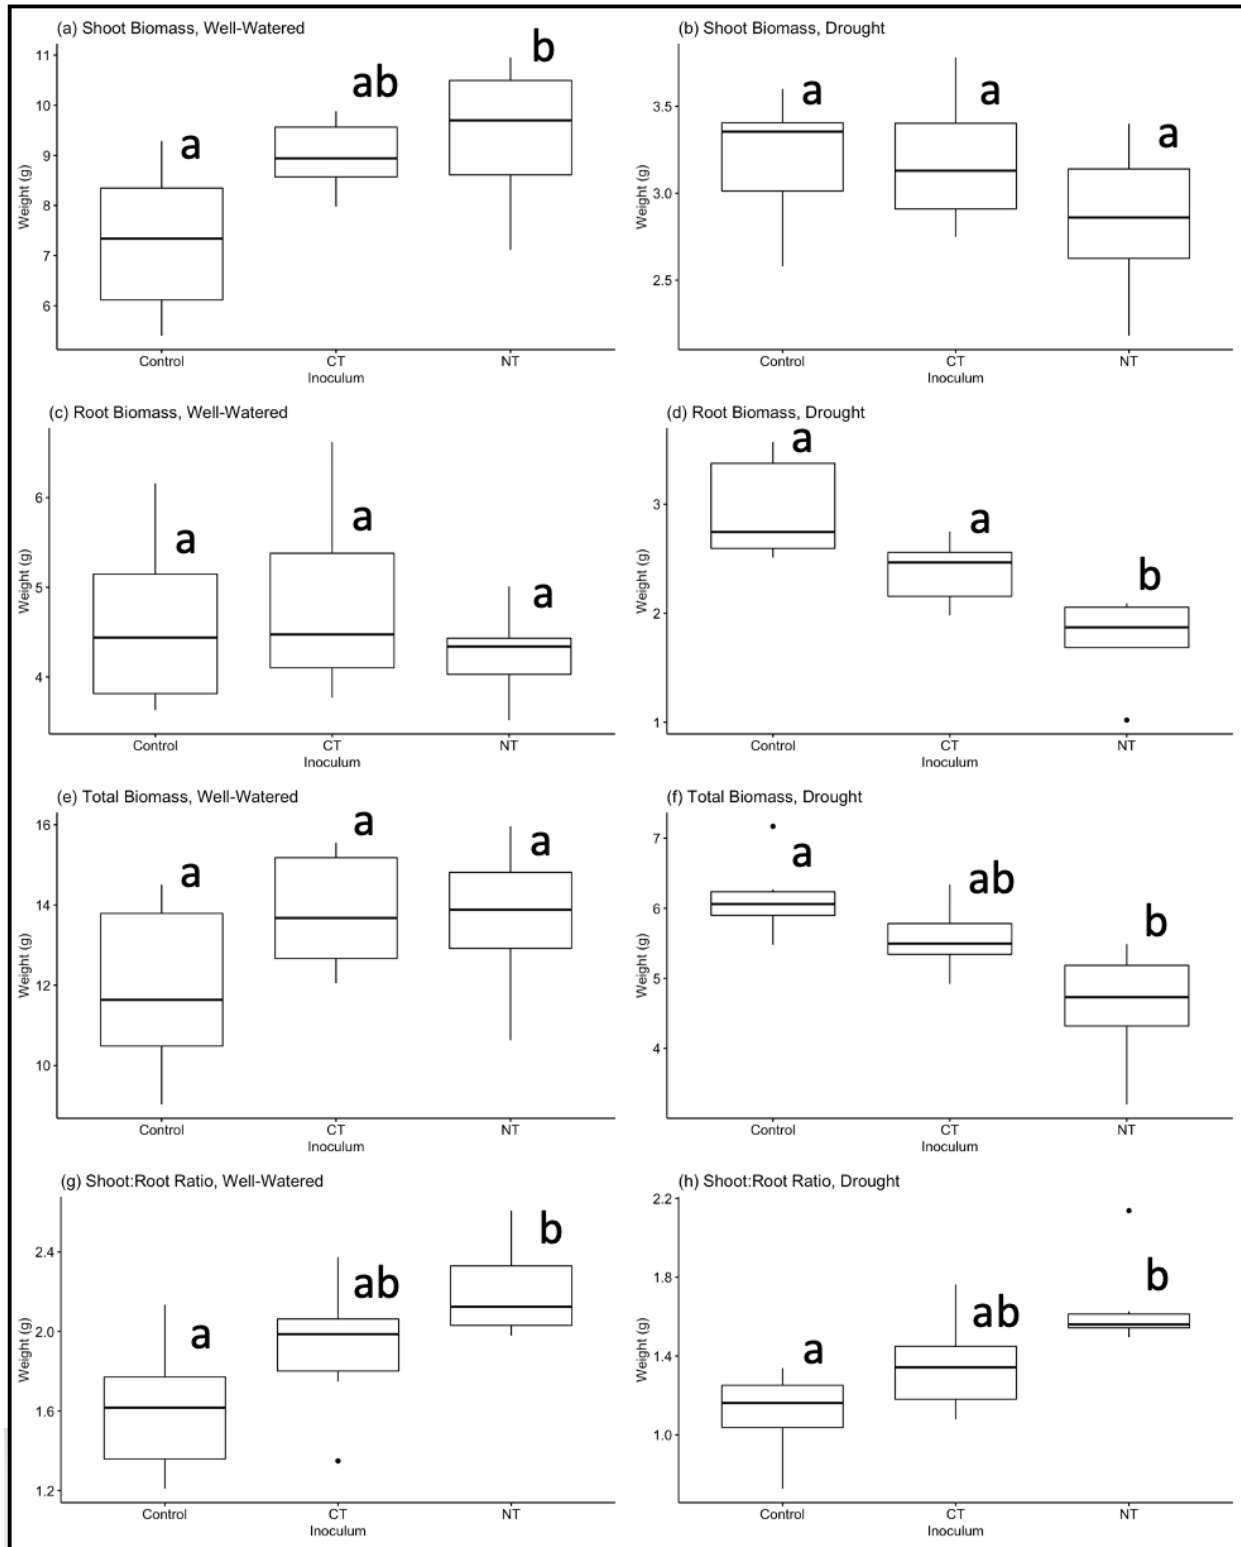 (a) Shoot Biomass, Well-Watered
11
10
9
8
7
6
Weight (g)
a
ab
b
Control
CT
NT
Inoculum
(b) Shoot Biomass, Drought
3.5
3.0
2.5
Weight (g)
a
a
a
Control
CT
NT
Inoculum
(c) Root Biomass, Well-Watered
6
5
4
Weight (g)
a
a
a
Control
CT
NT
Inoculum
(d) Root Biomass, Drought
3
2
1
Weight (g)
a
a
b
Control
CT
NT
Inoculum
(e) Total Biomass, Well-Watered
16
14
12
10
Weight (g)
a
a
a
Control
CT
NT
Inoculum
(f) Total Biomass, Drought
7
6
5
4
Weight (g)
a
ab
b
Control
CT
NT
Inoculum
(g) Shoot:Root Ratio, Well-Watered
2.4
2.0
1.6
1.2
Weight (g)
a
ab
b
Control
CT
NT
Inoculum
(h) Shoot:Root Ratio, Drought
2.2
1.8
1.4
1.0
Weight (g)
a
ab
b
Control
CT
NT
Inoculum